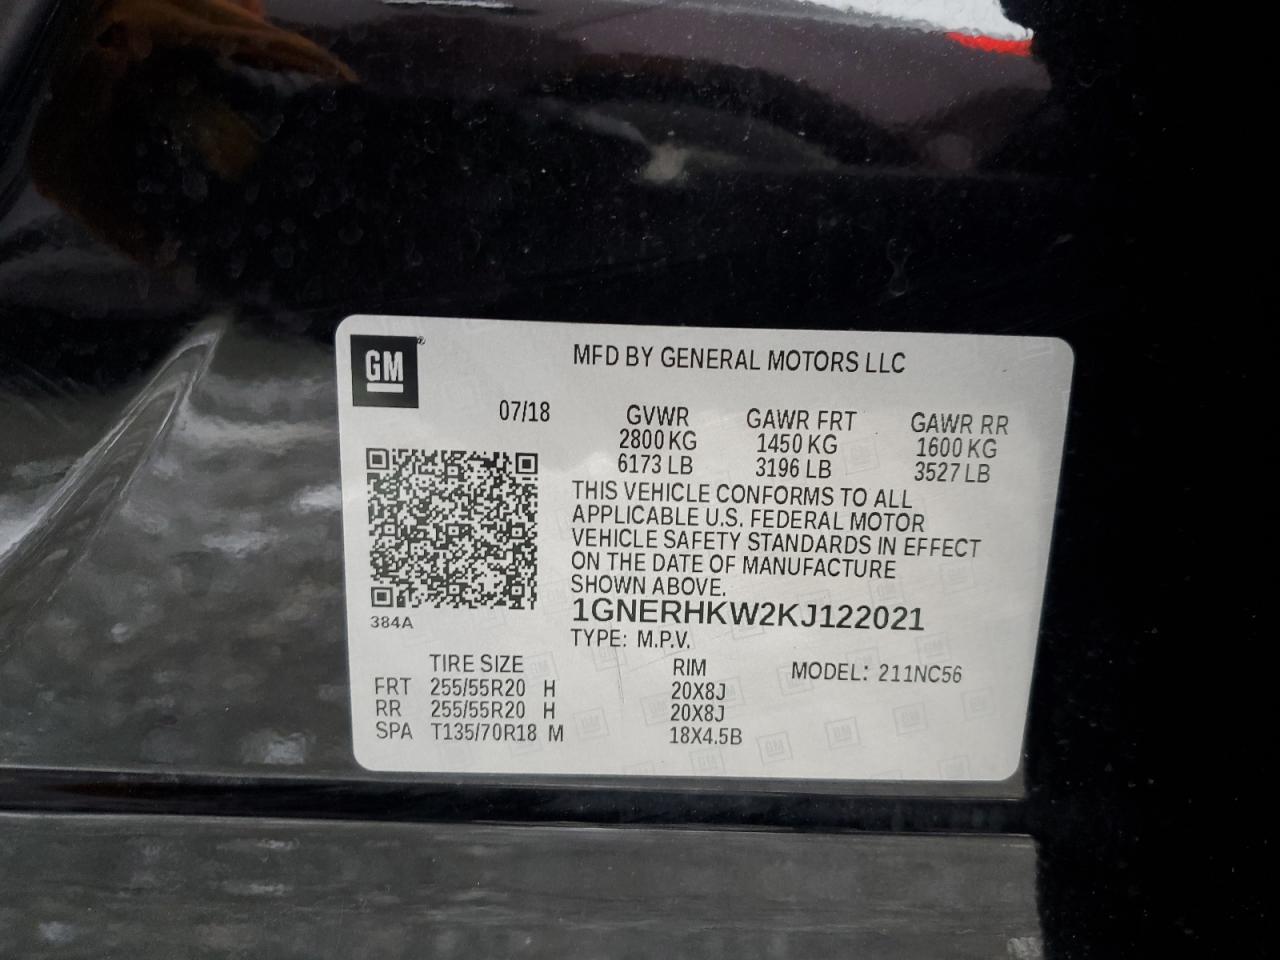 GM
MFD BY GENERAL MOTORS LLC
07/18 GVWR GAWR FRT GAWR RR
2800 KG 1450 KG 1600 KG
6173 LB 3196 LB 3527 LB
THIS VEHICLE CONFORMS TO ALL
APPLICABLE U.S. FEDERAL MOTOR
VEHICLE SAFETY STANDARDS IN EFFECT
ON THE DATE OF MANUFACTURE
SHOWN ABOVE.
1GNERHKW2KJ122021
384A
TYPE: M.P.V.
TIRE SIZE RIM MODEL: 211NC56
FRT 255/55R20 H 20X8J
RR 255/55R20 H 20X8J
SPA T135/70R18 M 18X4.5B